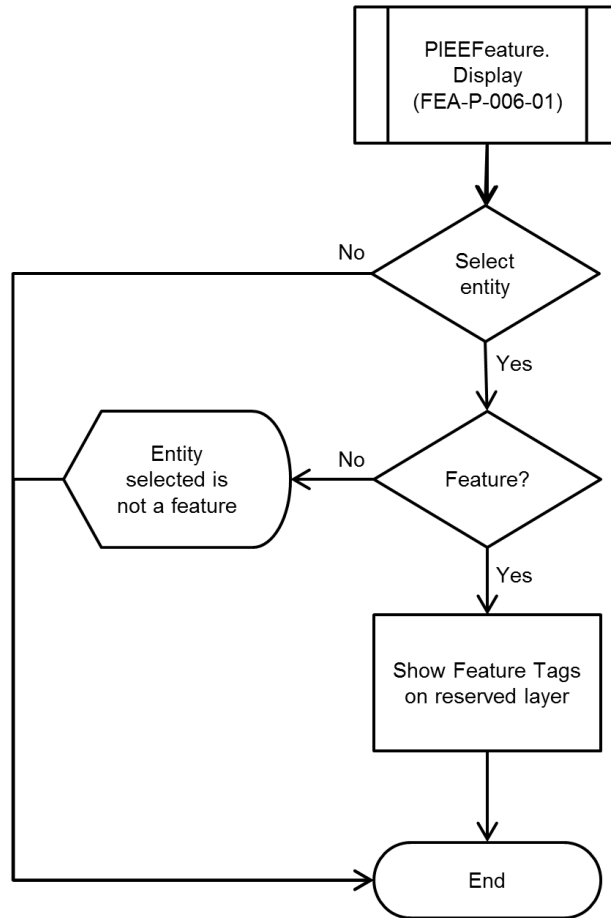 PIEEFeature.
Display
(FEA-P-006-01)
No
Select
entity
Yes
Entity
selected is
not a feature
No
Feature?
Yes
Show Feature Tags
on reserved layer
End